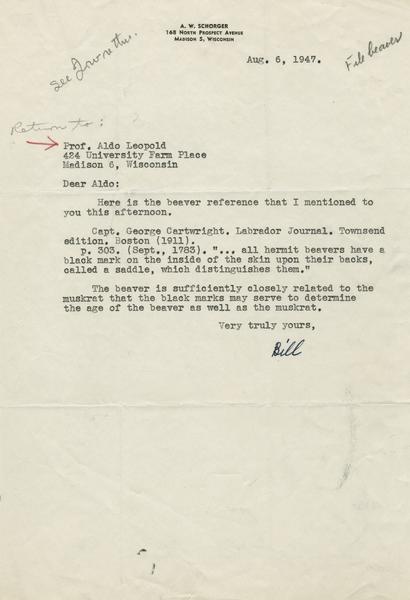 A. W. SCHORGER
168 NORTH PROSPECT AVENUE
MADISON 5, WISCONSIN
Aug. 6, 1947.
File beaver
see
Return to:
Prof. Aldo Leopold
424 University Farm Place
Madison 6, Wisconsin
Dear Aldo:
Here is the beaver reference that I mentioned to
you this afternoon.
Capt. George Cartwright. Labrador Journal. Townsend
edition. Boston (1911).
p. 303. (Sept., 1783). "... all hermit beavers have a
black mark on the inside of the skin upon their backs,
called a saddle, which distinguishes them."
The beaver is sufficiently closely related to the
muskrat that the black marks may serve to determine
the age of the beaver as well as the muskrat.
Very truly yours,
Bill